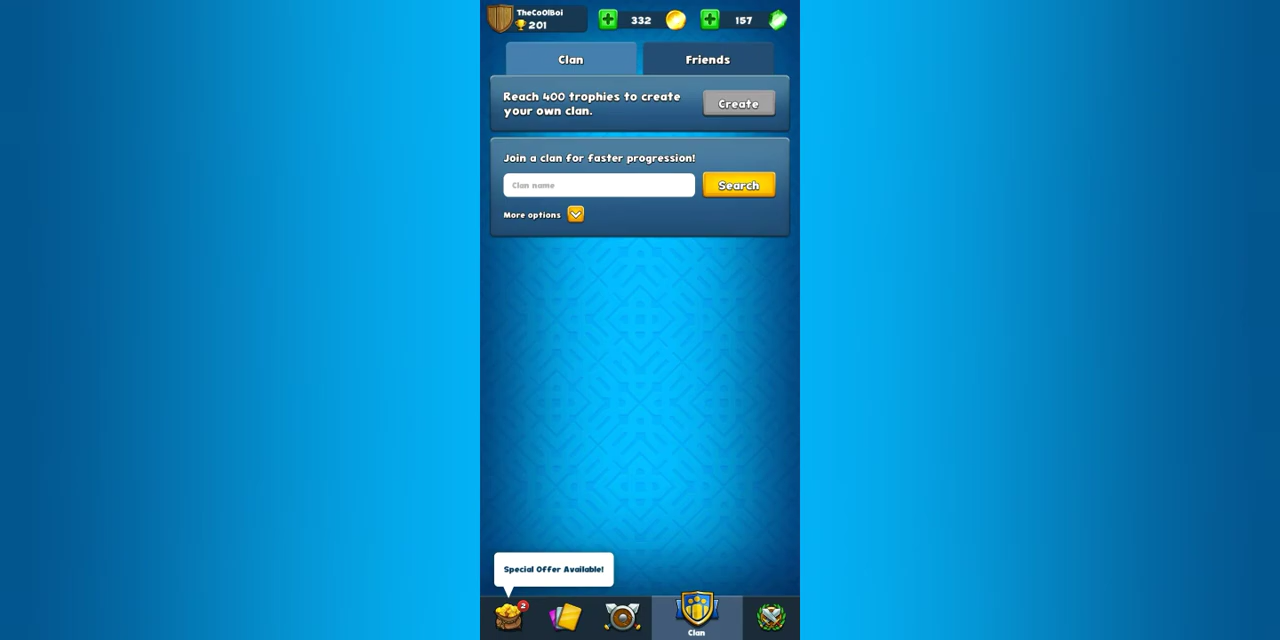 TheCoOlBoi
201
332
157
Clan
Friends
Reach 400 trophies to create
your own clan.
Create
Join a clan for faster progression!
Clan name
Search
More options
Special Offer Available!
2
Clan